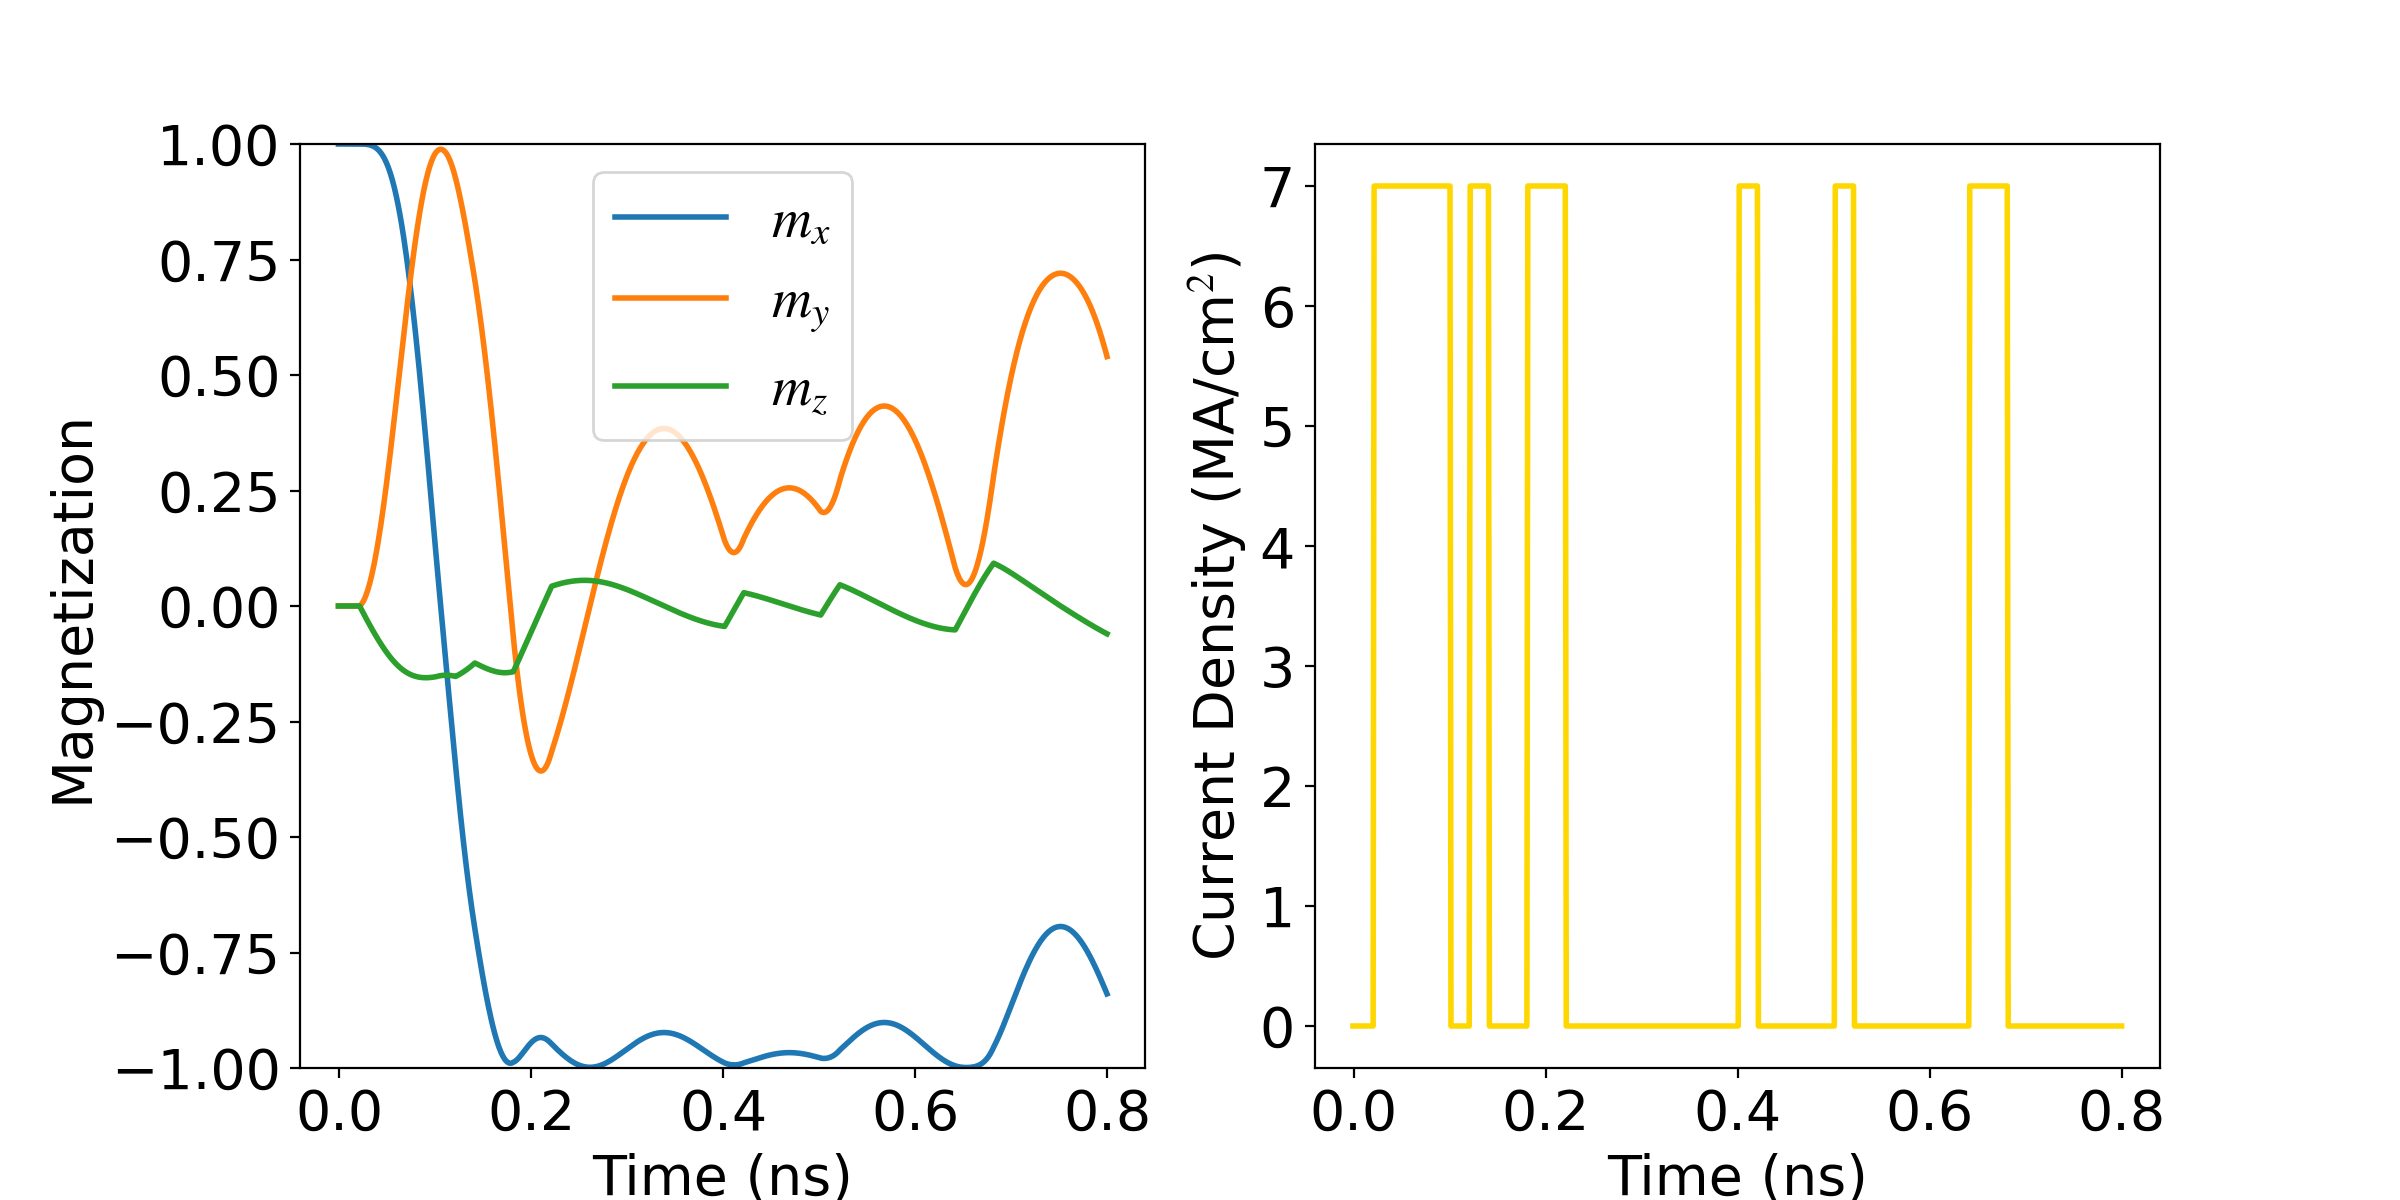 Magnetization
1.00
0.75
0.50
0.25
0.00
−0.25
−0.50
−0.75
−1.00
0.0 0.2 0.4 0.6 0.8
Time (ns)
m_x
m_y
m_z
Current Density (MA/cm²)
7
6
5
4
3
2
1
0
0.0 0.2 0.4 0.6 0.8
Time (ns)